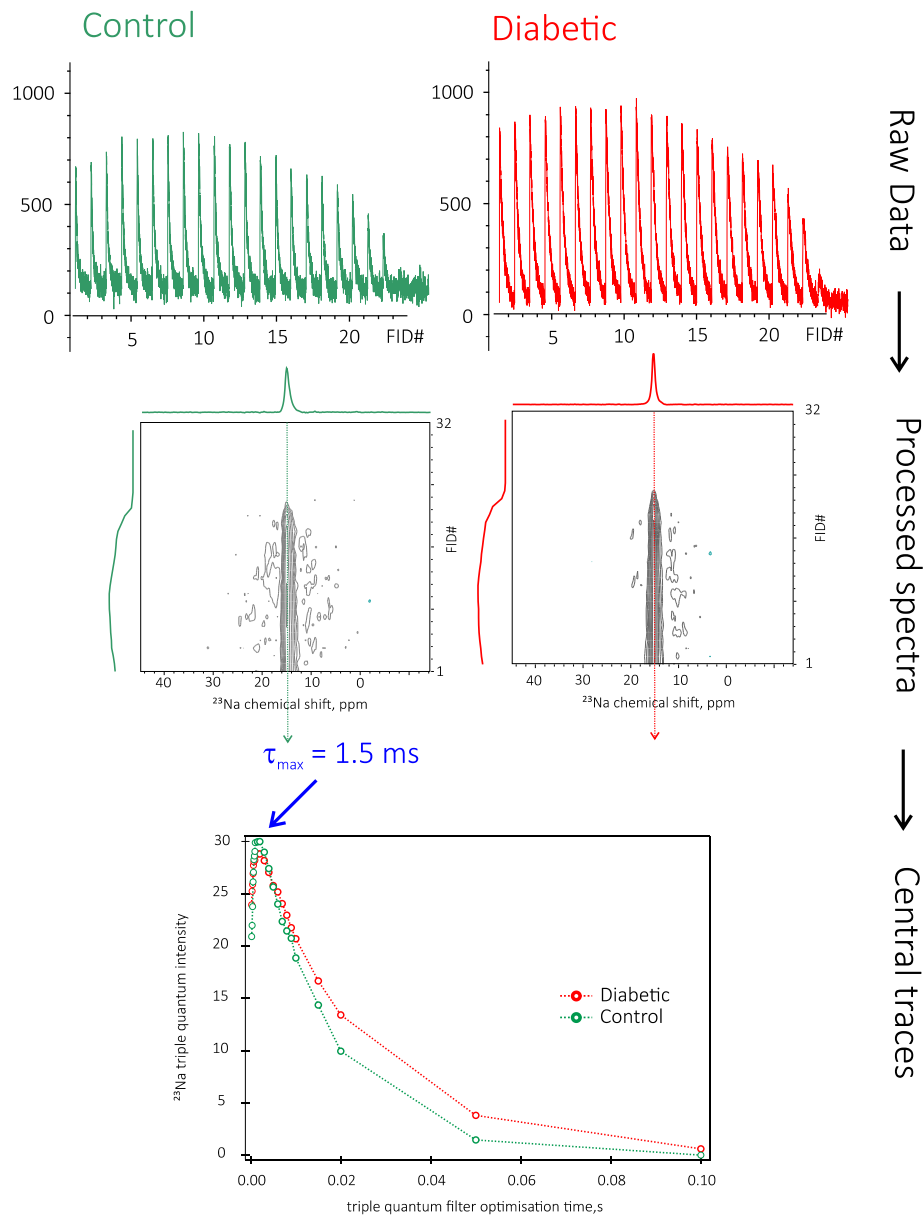 Control
Diabetic
1000
500
0
5
10
15
20
FID#
1000
500
0
5
10
15
20
FID#
Raw Data
32
FID#
1
40
30
20
10
0
²³Na chemical shift, ppm
32
FID#
1
40
30
20
10
0
²³Na chemical shift, ppm
Processed spectra
τmax = 1.5 ms
30
25
20
15
10
5
0
²³Na triple quantum intensity
Diabetic
Control
0.00
0.02
0.04
0.06
0.08
0.10
triple quantum filter optimisation time,s
Central traces